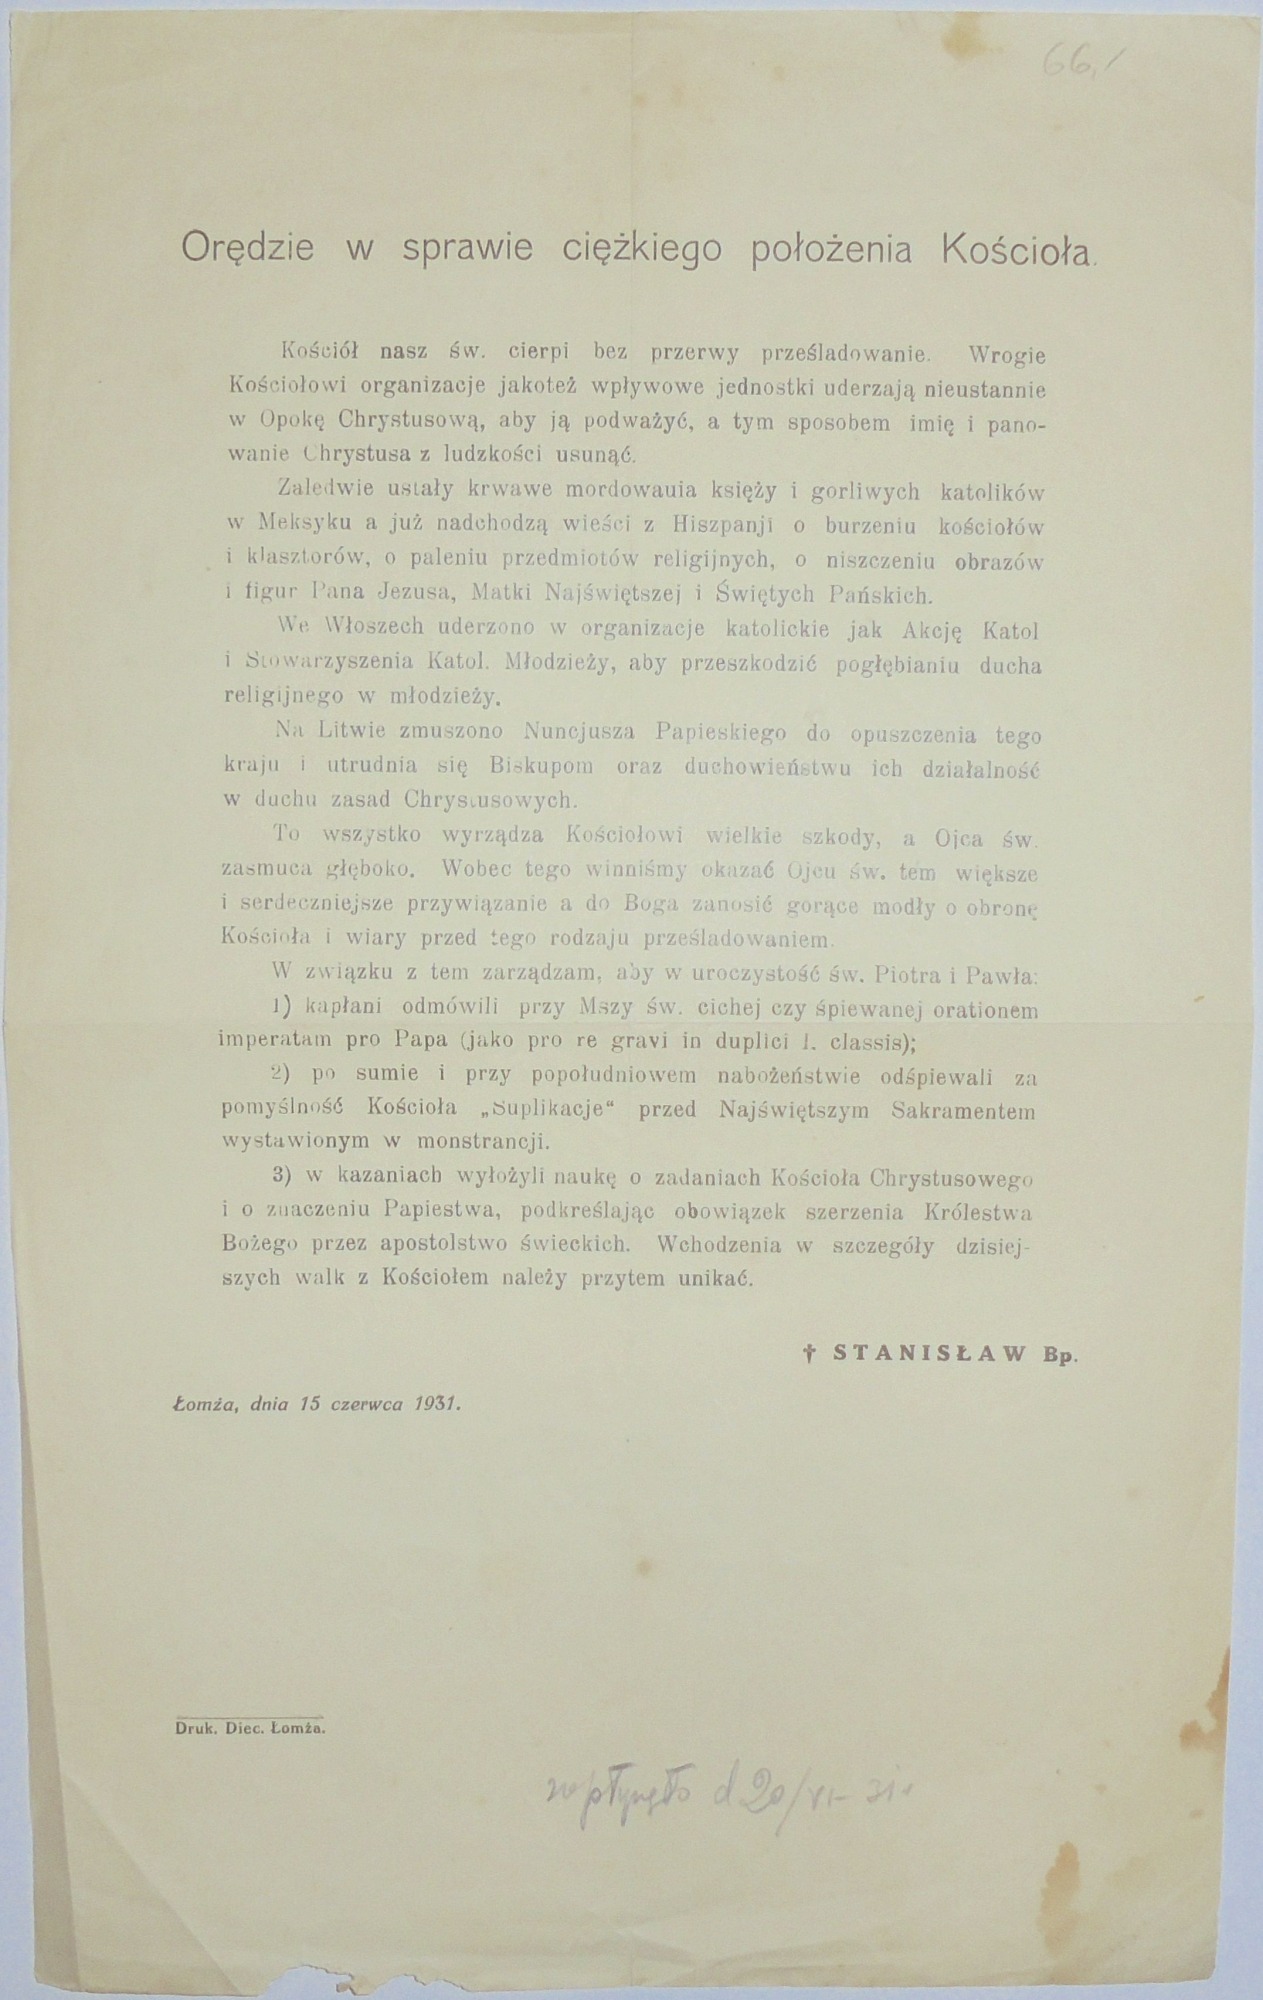 66,/
Orędzie w sprawie ciężkiego położenia Kościoła.
Kościół nasz św. cierpi bez przerwy prześladowanie. Wrogie
Kościołowi organizacje jakoteż wpływowe jednostki uderzają nieustannie
w Opokę Chrystusową, aby ją podważyć, a tym sposobem imię i pano-
wanie Chrystusa z ludzkości usunąć.
Zaledwie ustały krwawe mordowauia księży i gorliwych katolików
w Meksyku a już nadchodzą wieści z Hiszpanji o burzeniu kościołów
i klasztorów, o paleniu przedmiotów religijnych, o niszczeniu obrazów
i figur Pana Jezusa, Matki Najświętszej i Świętych Pańskich.
We Włoszech uderzono w organizacje katolickie jak Akcję Katol
i Stowarzyszenia Katol. Młodzieży, aby przeszkodzić pogłębianiu ducha
religijnego w młodzieży.
Na Litwie zmuszono Nuncjusza Papieskiego do opuszczenia tego
kraju i utrudnia się Biskupom oraz duchowieństwu ich działalność
w duchu zasad Chrystusowych.
To wszystko wyrządza Kościołowi wielkie szkody, a Ojca św.
zasmuca głęboko. Wobec tego winniśmy okazać Ojcu św. tem większe
i serdeczniejsze przywiązanie a do Boga zanosić gorące modły o obronę
Kościoła i wiary przed tego rodzaju prześladowaniem.
W związku z tem zarządzam, aby w uroczystość św. Piotra i Pawła:
1) kapłani odmówili przy Mszy św. cichej czy śpiewanej orationem
imperatam pro Papa (jako pro re gravi in duplici I. classis);
2) po sumie i przy popołudniowem nabożeństwie odśpiewali za
pomyślność Kościoła „Suplikacje“ przed Najświętszym Sakramentem
wystawionym w monstrancji.
3) w kazaniach wyłożyli naukę o zadaniach Kościoła Chrystusowego
i o znaczeniu Papiestwa, podkreślając obowiązek szerzenia Królestwa
Bożego przez apostolstwo świeckich. Wchodzenia w szczegóły dzisiej-
szych walk z Kościołem należy przytem unikać.
† STANISŁAW Bp.
Łomża, dnia 15 czerwca 1931.
Druk. Diec. Łomża.
wpłynęło d 20/VI- 31.